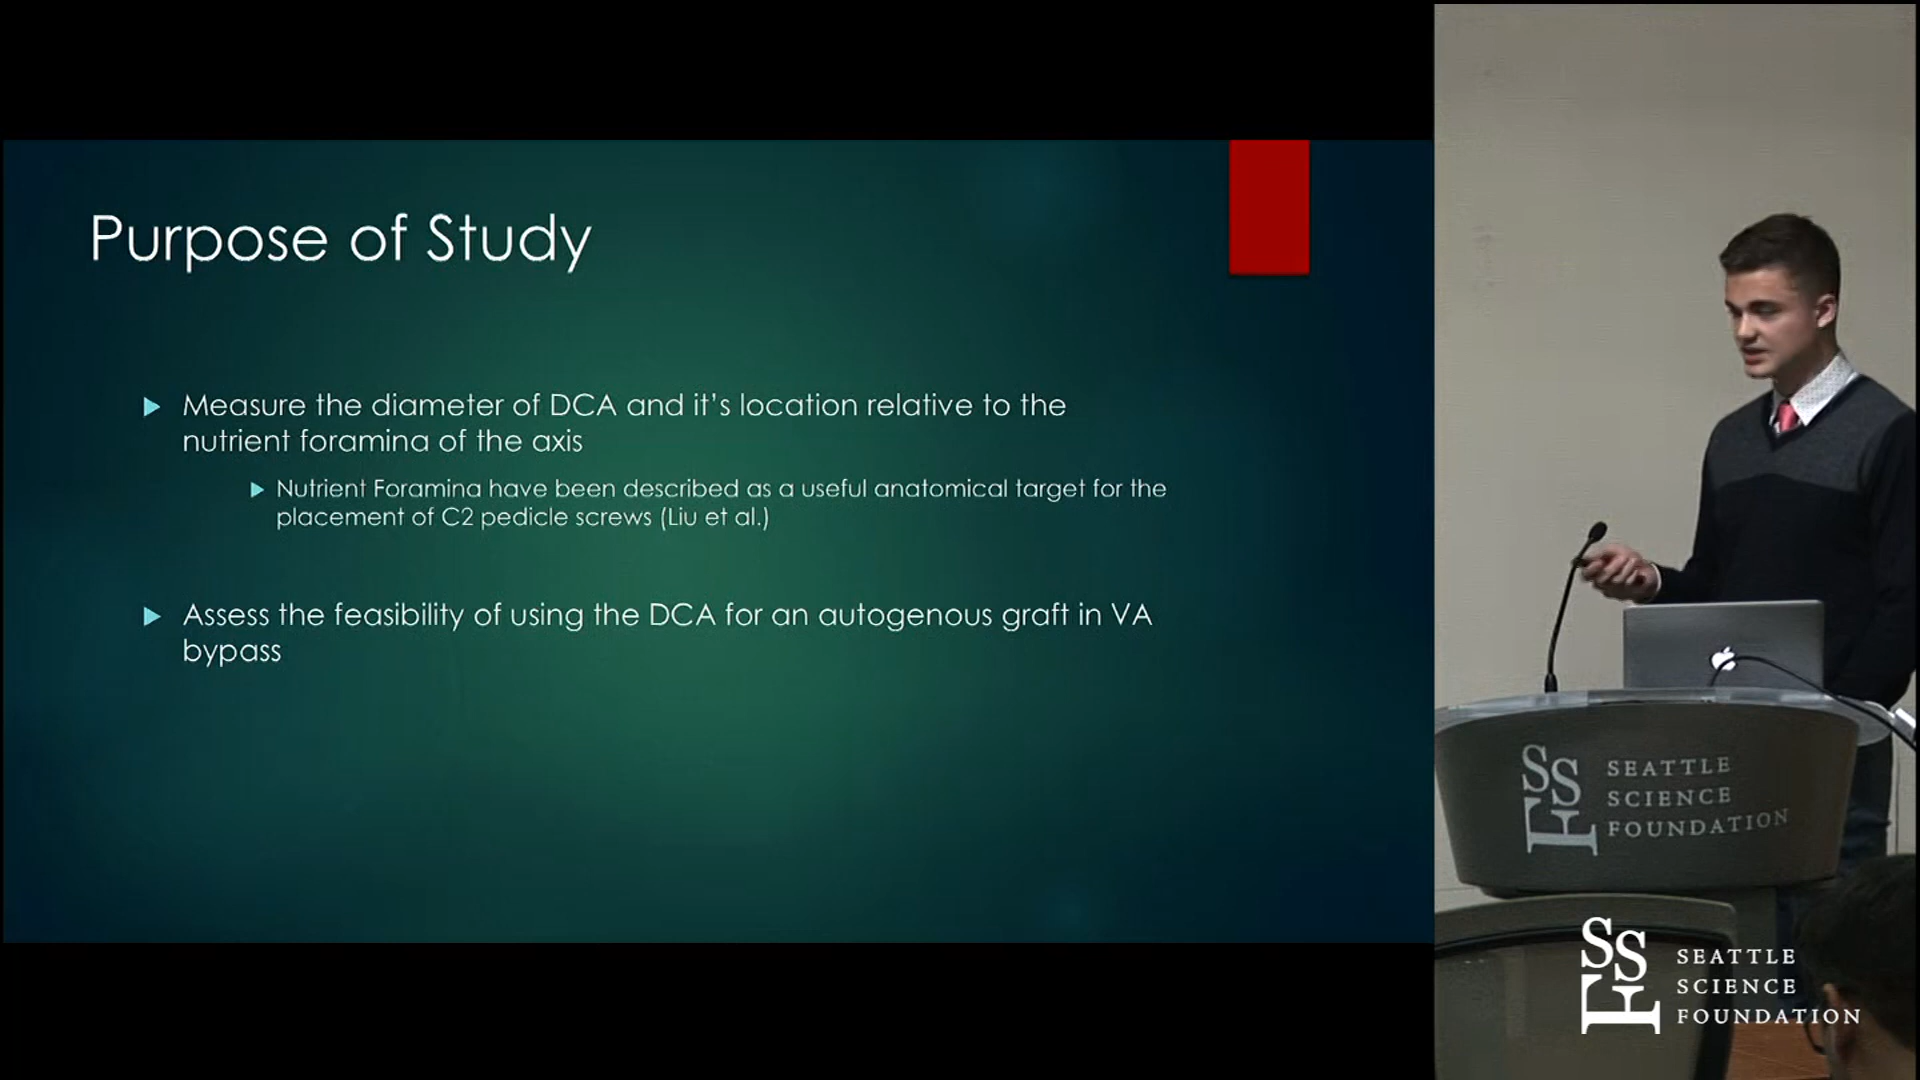 Purpose of Study
Measure the diameter of DCA and it's location relative to the
nutrient foramina of the axis
Nutrient Foramina have been described as a useful anatomical target for the
placement of C2 pedicle screws (Liu et al.)
Assess the feasibility of using the DCA for an autogenous graft in VA
bypass
SSF
SEATTLE
SCIENCE
FOUNDATION
SSF
SEATTLE
SCIENCE
FOUNDATION